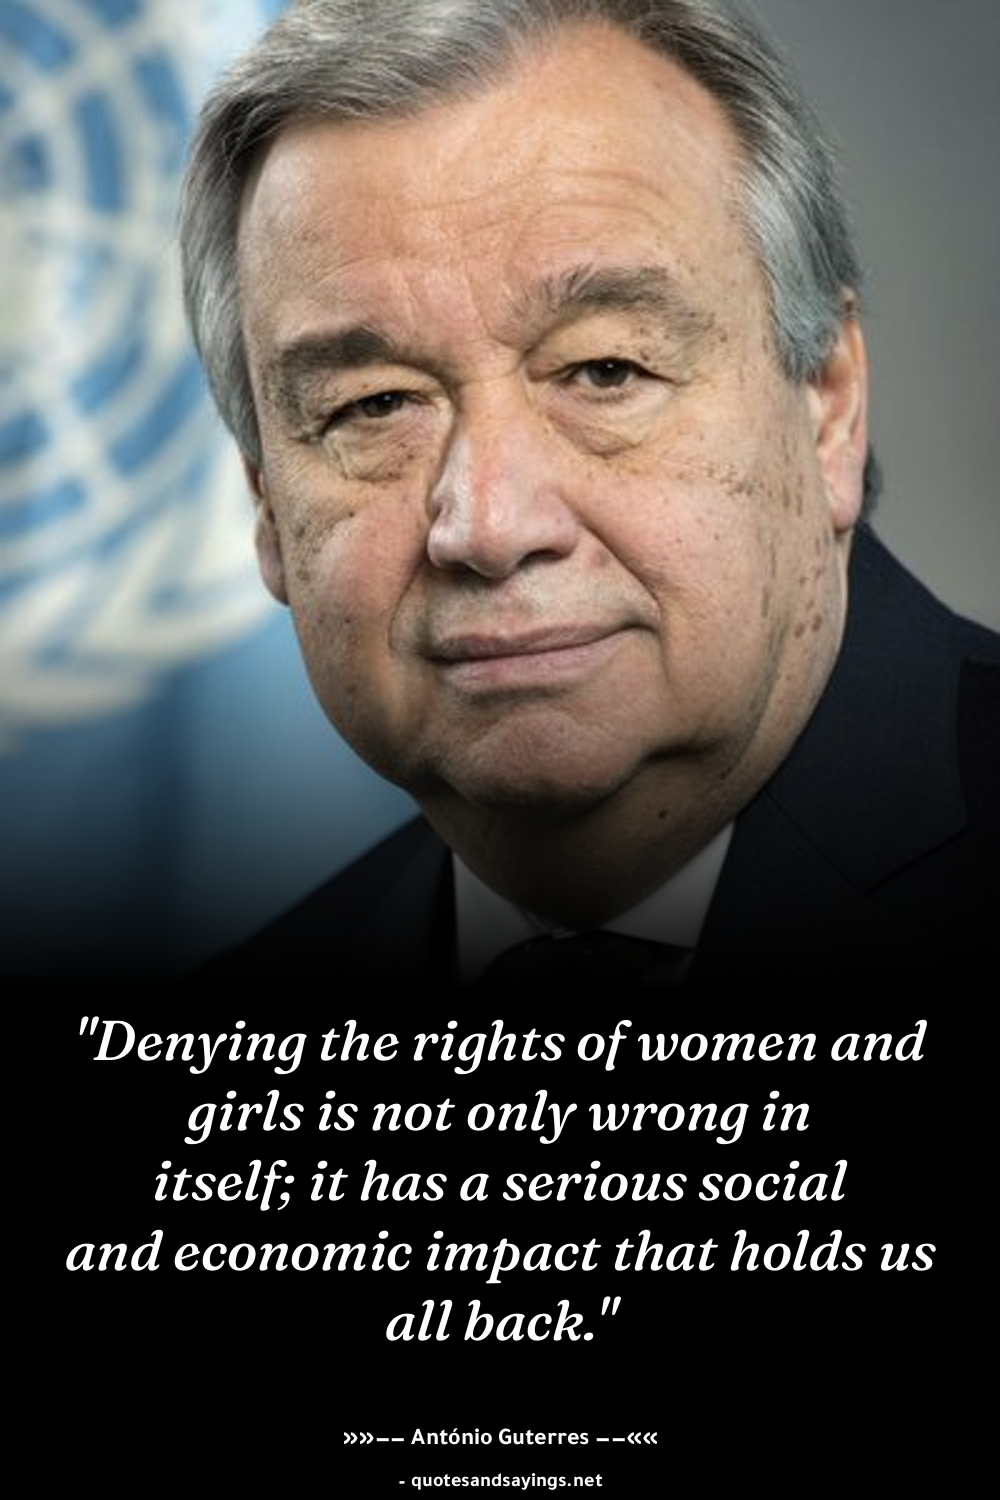 "Denying the rights of women and
girls is not only wrong in
itself; it has a serious social
and economic impact that holds us
all back."
»»−− António Guterres −−««
- quotesandsayings.net